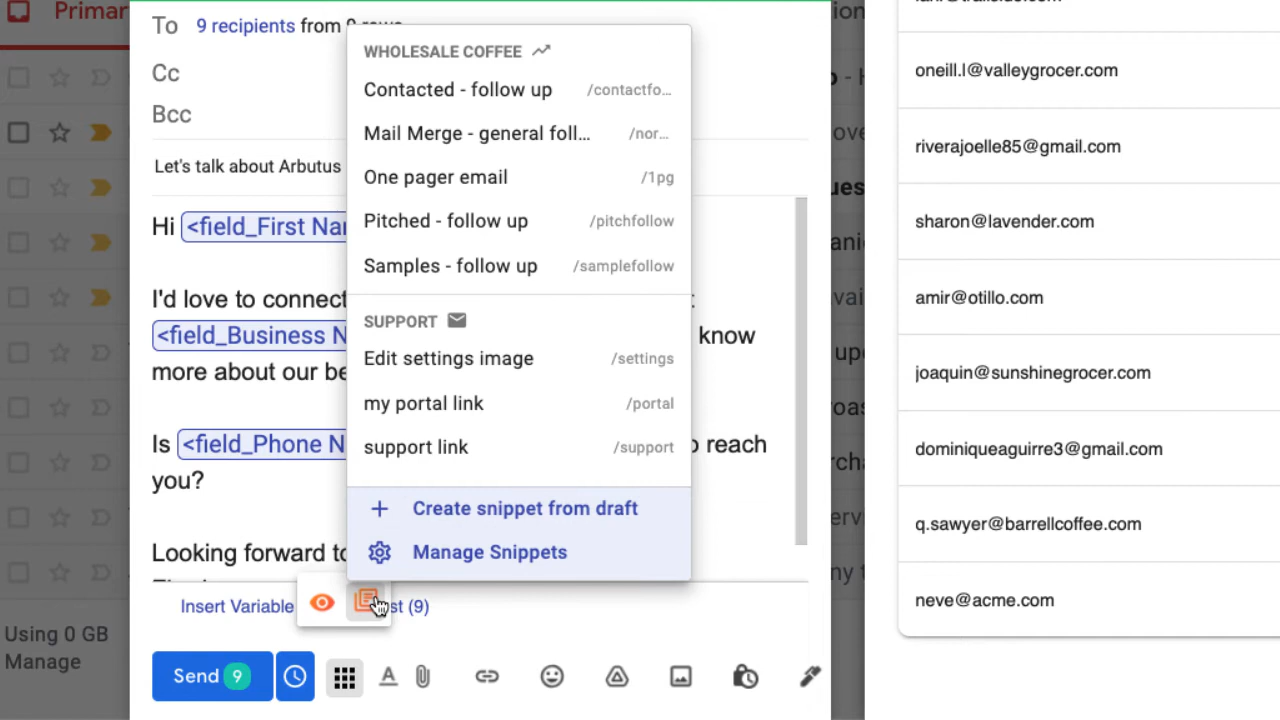 Primar
To 9 recipients from 9 rows
Cc
Bcc
Let's talk about Arbutus
Hi <field_First Nar
I'd love to connect
<field_Business N
know
more about our be
Is <field_Phone N
reach
you?
Looking forward to
WHOLESALE COFFEE
Contacted - follow up /contactfo...
Mail Merge - general foll... /nor...
One pager email /1pg
Pitched - follow up /pitchfollow
Samples - follow up /samplefollow
SUPPORT
Edit settings image /settings
my portal link /portal
support link /support
Create snippet from draft
Manage Snippets
Insert Variable
st (9)
Send 9
Using 0 GB
Manage
oneill.l@valleygrocer.com
riverajoelle85@gmail.com
sharon@lavender.com
amir@otillo.com
joaquin@sunshinegrocer.com
dominiqueaguirre3@gmail.com
q.sawyer@barrellcoffee.com
neve@acme.com